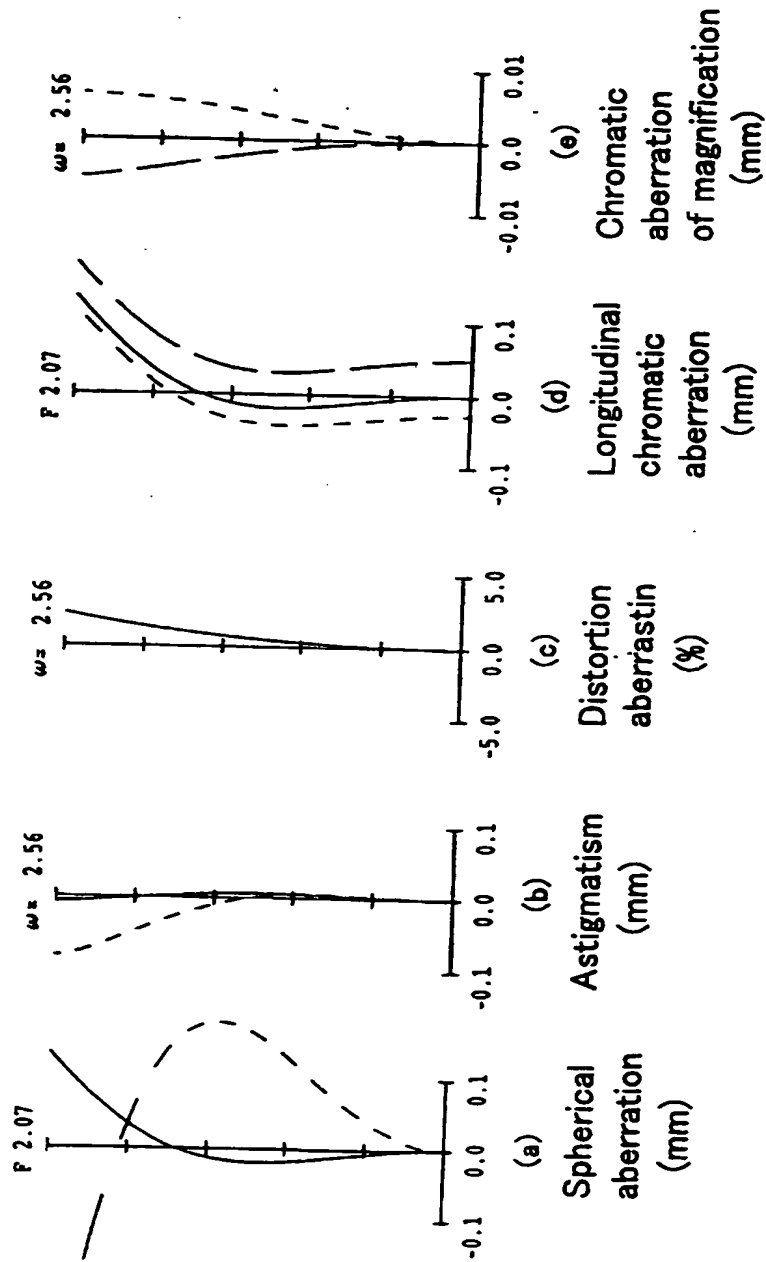 F 2.07
-0.1 0.0 0.1
(a)
Spherical
aberration
(mm)
ω= 2.56
-0.1 0.0 0.1
(b)
Astigmatism
(mm)
ω= 2.56
-5.0 0.0 5.0
(c)
Distortion
aberrastin
(%)
F 2.07
-0.1 0.0 0.1
(d)
Longitudinal
chromatic
aberration
(mm)
ω= 2.56
-0.01 0.0 0.01
(e)
Chromatic
aberration
of magnification
(mm)